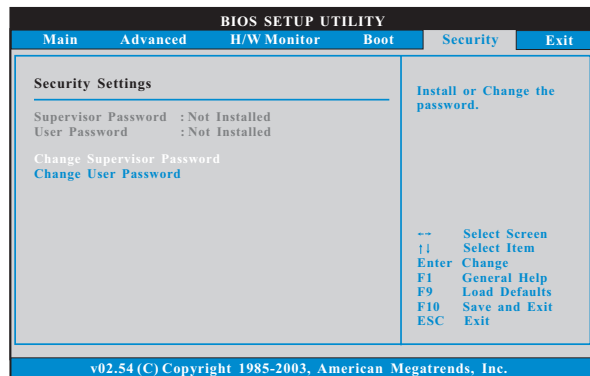 BIOS SETUP UTILITY
Main Advanced H/W Monitor Boot Security Exit
Security Settings
Supervisor Password : Not Installed
User Password : Not Installed
Change Supervisor Password
Change User Password
Install or Change the
password.
←→ Select Screen
↑↓ Select Item
Enter Change
F1 General Help
F9 Load Defaults
F10 Save and Exit
ESC Exit
v02.54 (C) Copyright 1985-2003, American Megatrends, Inc.